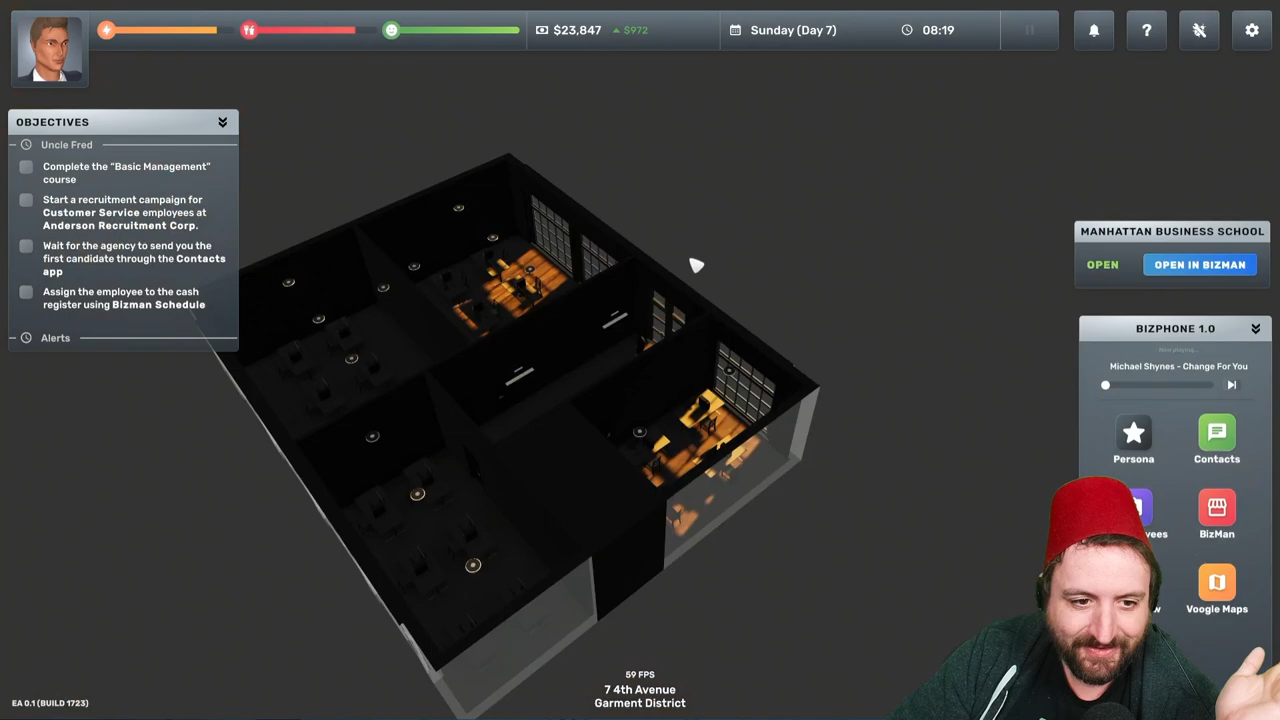 $23,847
$972
Sunday (Day 7)
08:19
?
OBJECTIVES
Uncle Fred
Complete the "Basic Management"
course
Start a recruitment campaign for
Customer Service employees at
Anderson Recruitment Corp.
Wait for the agency to send you the
first candidate through the Contacts
app
Assign the employee to the cash
register using Bizman Schedule
Alerts
MANHATTAN BUSINESS SCHOOL
OPEN
OPEN IN BIZMAN
BIZPHONE 1.0
Now playing...
Michael Shynes - Change For You
Persona
Contacts
BizMan
Voogle Maps
59 FPS
7 4th Avenue
Garment District
EA 0.1 (BUILD 1723)